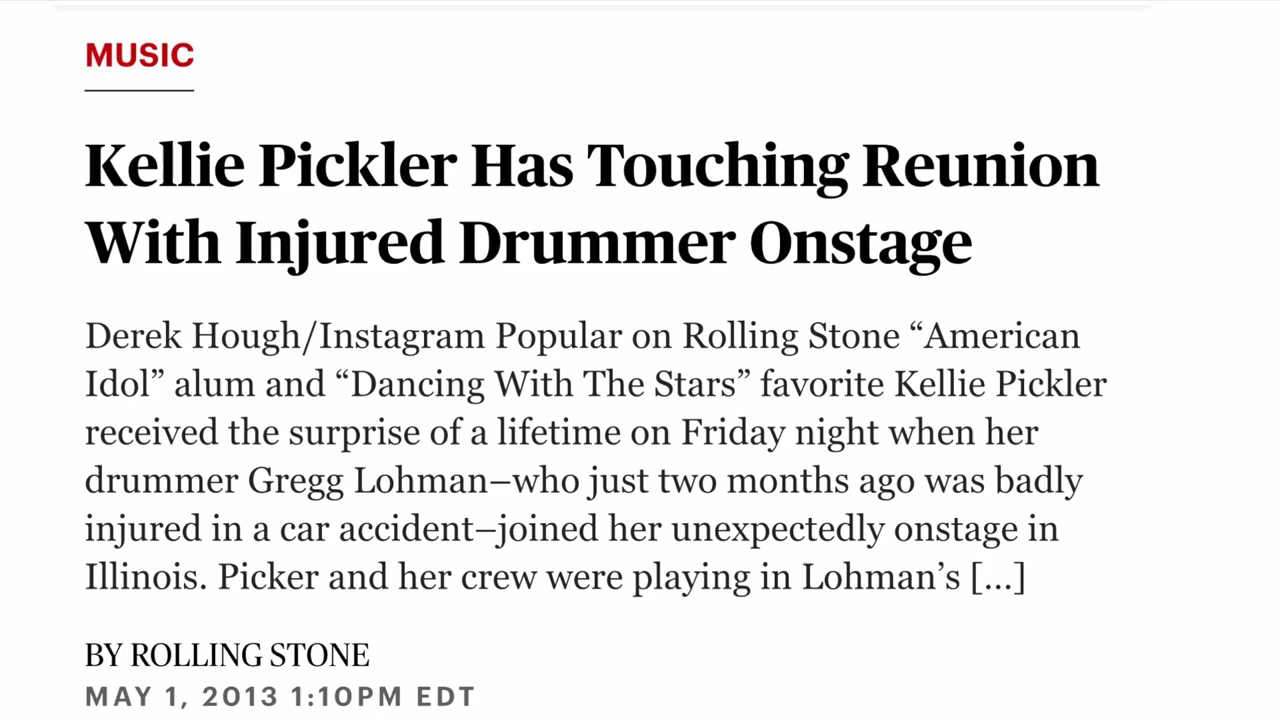 MUSIC
Kellie Pickler Has Touching Reunion
With Injured Drummer Onstage
Derek Hough/Instagram Popular on Rolling Stone “American
Idol” alum and “Dancing With The Stars” favorite Kellie Pickler
received the surprise of a lifetime on Friday night when her
drummer Gregg Lohman–who just two months ago was badly
injured in a car accident–joined her unexpectedly onstage in
Illinois. Picker and her crew were playing in Lohman’s [...]
BY ROLLING STONE
MAY 1, 2013 1:10PM EDT